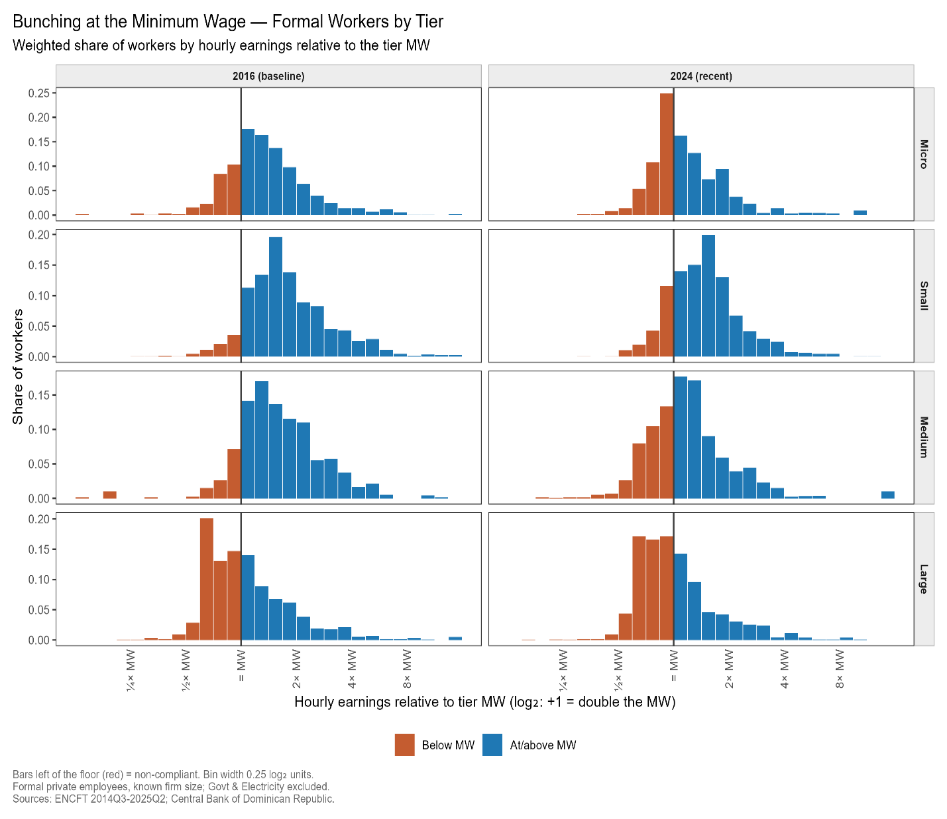 Bunching at the Minimum Wage — Formal Workers by Tier
Weighted share of workers by hourly earnings relative to the tier MW
2016 (baseline)
2024 (recent)
Share of workers
0.25
0.20
0.15
0.10
0.05
0.00
Micro
0.20
0.15
0.10
0.05
0.00
Small
0.15
0.10
0.05
0.00
Medium
0.20
0.15
0.10
0.05
0.00
Large
¼× MW
½× MW
= MW
2× MW
4× MW
8× MW
¼× MW
½× MW
= MW
2× MW
4× MW
8× MW
Hourly earnings relative to tier MW (log₂: +1 = double the MW)
Below MW
At/above MW
Bars left of the floor (red) = non-compliant. Bin width 0.25 log₂ units.
Formal private employees, known firm size; Govt & Electricity excluded.
Sources: ENCFT 2014Q3-2025Q2; Central Bank of Dominican Republic.